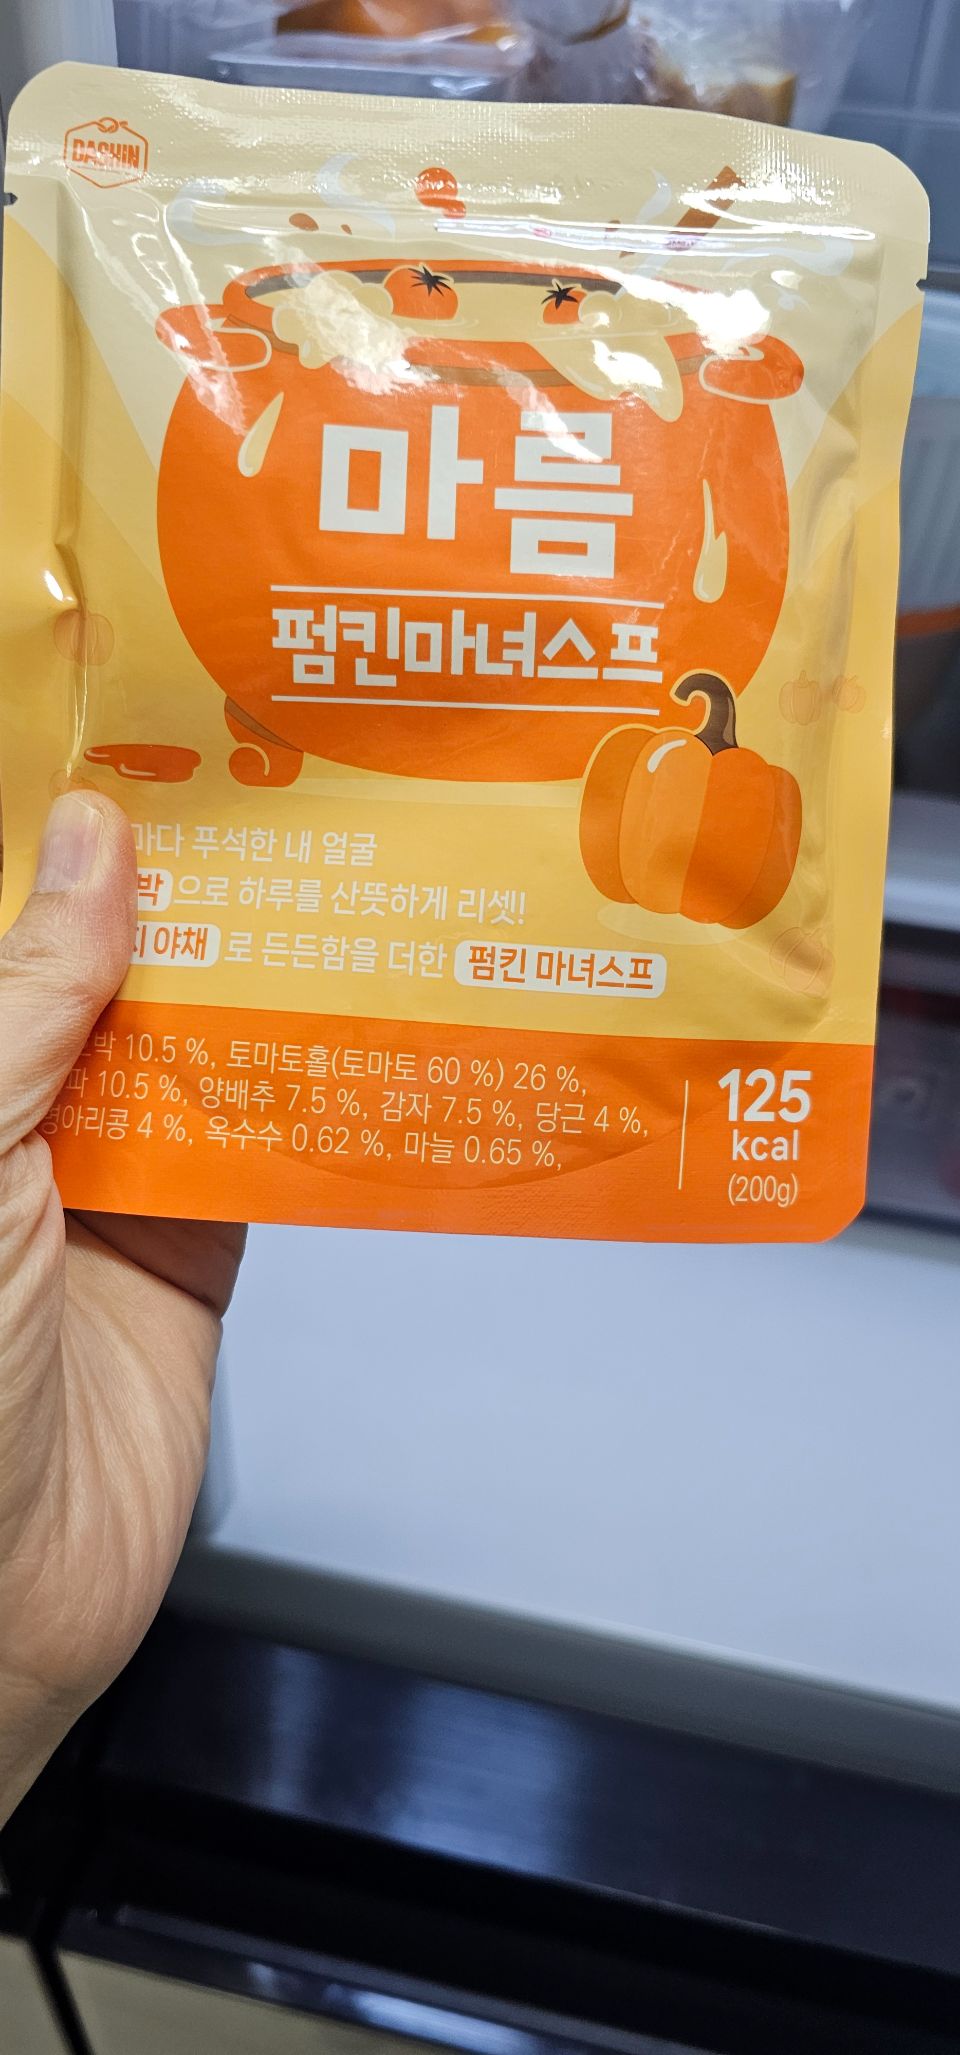 DASHIN
마름
펌킨마녀스프
마다 푸석한 내 얼굴
박으로 하루를 산뜻하게 리셋!
야채 로 든든함을 더한 펌킨 마녀스프
박 10.5 %, 토마토홀(토마토 60 %) 26 %,
파 10.5 %, 양배추 7.5 %, 감자 7.5 %, 당근 4 %,
병아리콩 4 %, 옥수수 0.62 %, 마늘 0.65 %,
125
kcal
(200g)